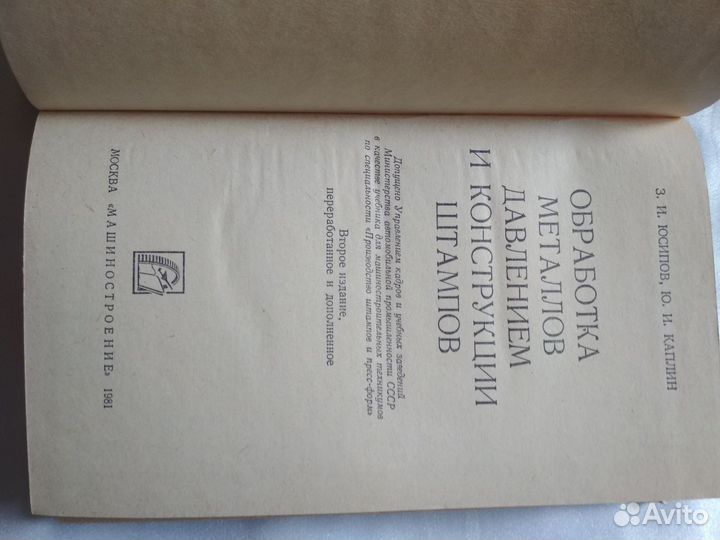 З. И. ЮСИПОВ, Ю. И. КАПЛИН
ОБРАБОТКА
МЕТАЛЛОВ
ДАВЛЕНИЕМ
И КОНСТРУКЦИИ
ШТАМПОВ
Допущено Управлением кадров и учебных заведений
Министерства автомобильной промышленности СССР
в качестве учебника для машиностроительных техникумов
по специальности «Производство штампов и пресс-форм»
Второе издание,
переработанное и дополненное
МОСКВА «МАШИНОСТРОЕНИЕ» 1981
Avito